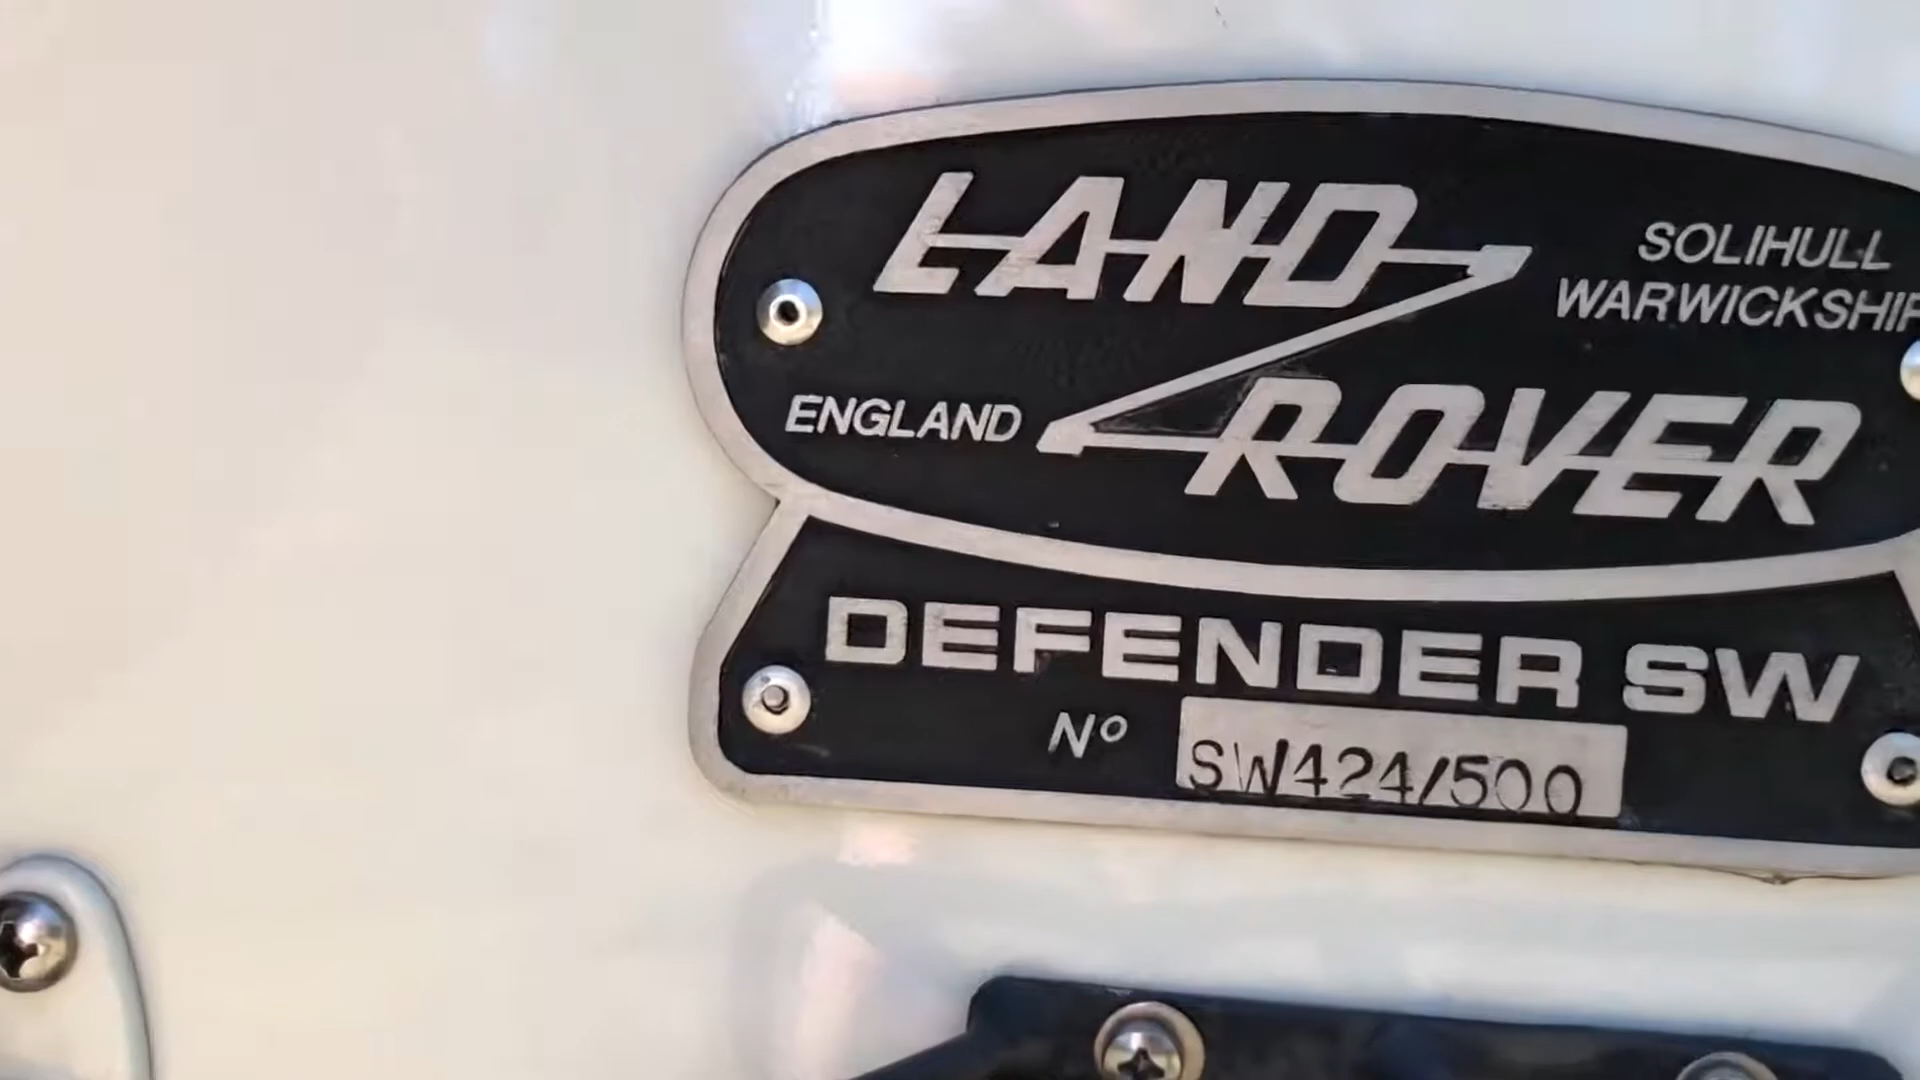 LAND
SOLIHULL
WARWICKSHIR
ENGLAND
ROVER
DEFENDER SW
Nº SW424/500